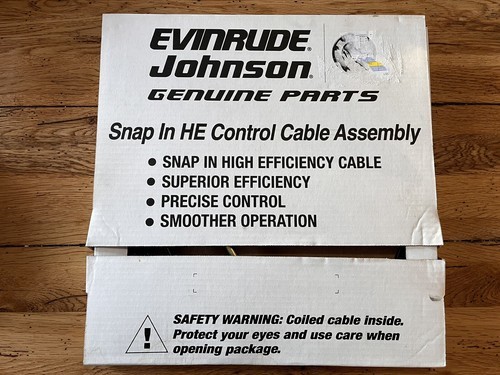 EVINRUDE®
Johnson®
GENUINE PARTS
Snap In HE Control Cable Assembly
• SNAP IN HIGH EFFICIENCY CABLE
• SUPERIOR EFFICIENCY
• PRECISE CONTROL
• SMOOTHER OPERATION
SAFETY WARNING: Coiled cable inside.
Protect your eyes and use care when
opening package.